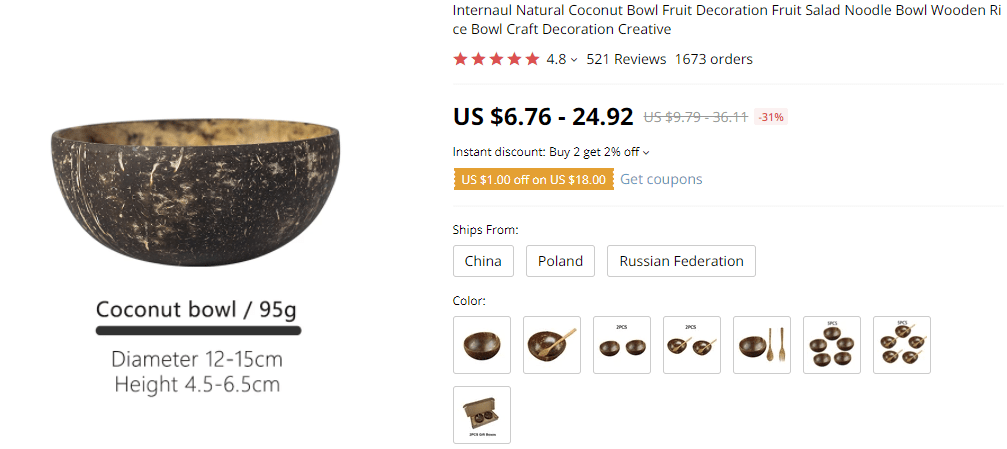 Internaul Natural Coconut Bowl Fruit Decoration Fruit Salad Noodle Bowl Wooden Ri
ce Bowl Craft Decoration Creative
4.8 521 Reviews 1673 orders
US $6.76 - 24.92 US $9.79 - 36.11 -31%
Instant discount: Buy 2 get 2% off
US $1.00 off on US $18.00 Get coupons
Ships From:
China Poland Russian Federation
Color:
2PCS 2PCS 5PCS 5PCS
2PCS Gift Boxes
Coconut bowl / 95g
Diameter 12-15cm
Height 4.5-6.5cm